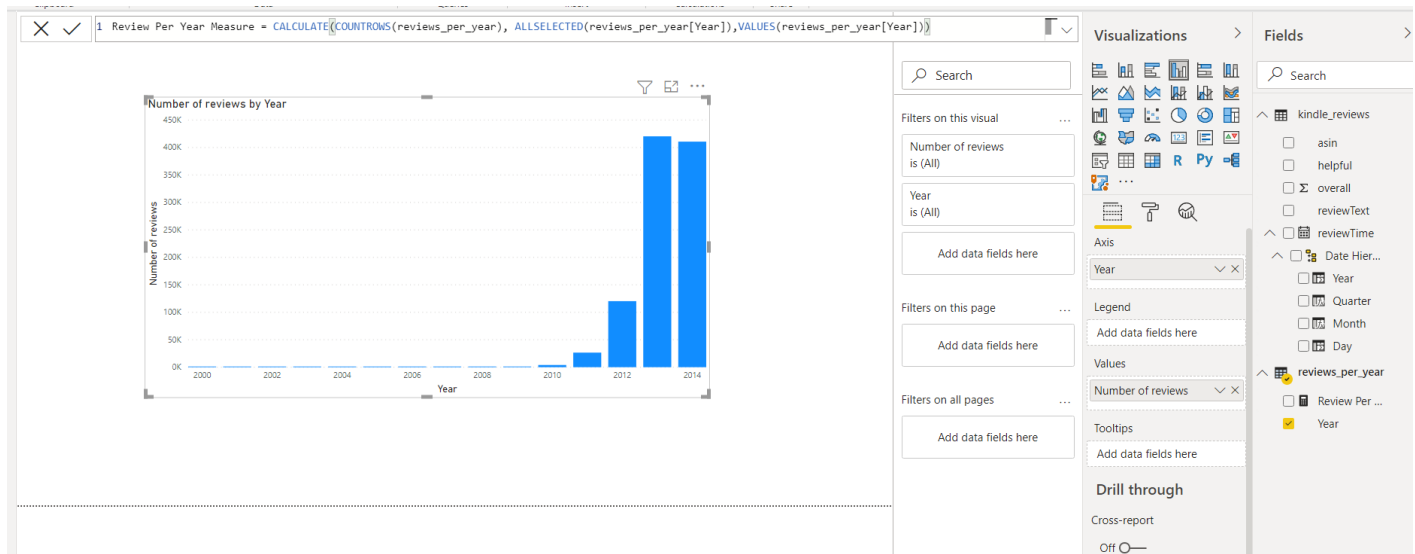 1 Review Per Year Measure = CALCULATE(COUNTROWS(reviews_per_year), ALLSELECTED(reviews_per_year[Year]),VALUES(reviews_per_year[Year]))
Number of reviews by Year
450K
400K
350K
300K
250K
200K
150K
100K
50K
0K
Number of reviews
2000 2002 2004 2006 2008 2010 2012 2014
Year
Search
Filters on this visual ...
Number of reviews
is (All)
Year
is (All)
Add data fields here
Filters on this page ...
Add data fields here
Filters on all pages ...
Add data fields here
Visualizations
R Py
123
...
Axis
Year
Legend
Add data fields here
Values
Number of reviews
Tooltips
Add data fields here
Drill through
Cross-report
Off
Fields
Search
kindle_reviews
asin
helpful
Σ overall
reviewText
reviewTime
Date Hier...
Year
Quarter
Month
Day
reviews_per_year
Review Per ...
Year